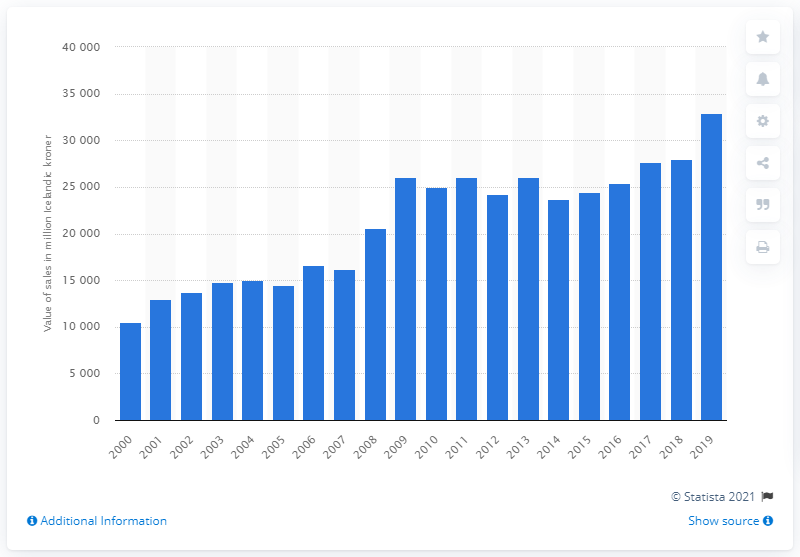 40 000
35 000
30 000
25 000
20 000
15 000
10 000
5 000
0
Value of sales in million Icelandic kroner
2000 2001 2002 2003 2004 2005 2006 2007 2008 2009 2010 2011 2012 2013 2014 2015 2016 2017 2018 2019
© Statista 2021
Additional Information Show source